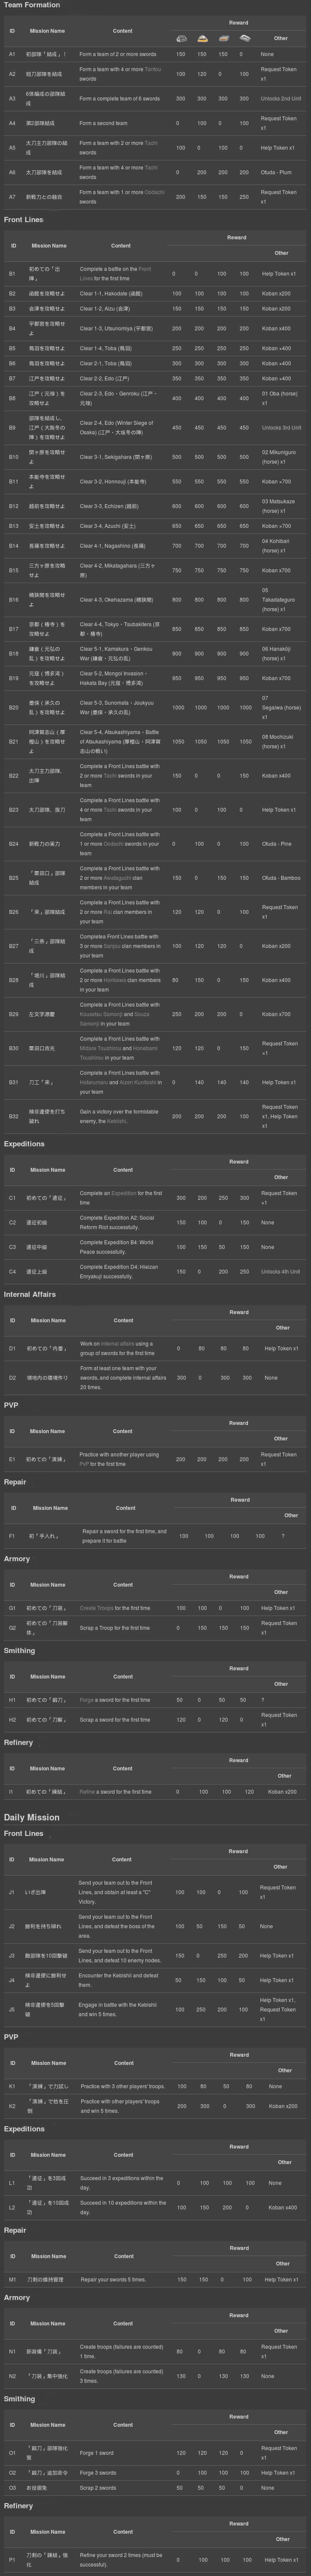 Team Formation
ID Mission Name Content Reward
Other
A1 初部隊「結成」! Form a team of 2 or more swords 150 150 150 0 None
A2 短刀部隊を結成 Form a team with 4 or more Tantou swords 100 120 0 100 Request Token x1
A3 6振編成の部隊結成 Form a complete team of 6 swords 300 300 300 300 Unlocks 2nd Unit
A4 第2部隊結成 Form a second team 0 100 0 100 Request Token x1
A5 太刀主力部隊の結成 Form a team with 2 or more Tachi swords 100 0 100 0 Help Token x1
A6 太刀部隊を結成 Form a team with 4 or more Tachi swords 0 200 200 200 Ofuda - Plum
A7 新戦力との融合 Form a team with 1 or more Oodachi swords 200 150 150 250 Request Token x1
Front Lines
ID Mission Name Content Reward
Other
B1 初めての「出陣」 Complete a battle on the Front Lines for the first time 0 0 100 100 Help Token x1
B2 函館を攻略せよ Clear 1-1, Hakodate (函館) 100 100 100 100 Koban x200
B3 会津を攻略せよ Clear 1-2, Aizu (会津) 150 150 150 150 Koban x200
B4 宇都宮を攻略せよ Clear 1-3, Utsunomiya (宇都宮) 200 200 200 200 Koban x400
B5 鳥羽を攻略せよ Clear 1-4, Toba (鳥羽) 250 250 250 250 Koban ×400
B6 鳥羽を攻略せよ Clear 2-1, Toba (鳥羽) 300 300 300 300 Koban ×400
B7 江戸を攻略せよ Clear 2-2, Edo (江戸) 350 350 350 350 Koban ×400
B8 江戸(元禄)を攻略せよ Clear 2-3, Edo・Genroku (江戸・元禄) 400 400 400 400 01 Oba (horse) x1
B9 部隊を結成し、江戸(大阪冬の陣)を攻略せよ Clear 2-4, Edo (Winter Siege of Osaka) (江戸・大坂冬の陣) 450 450 450 450 Unlocks 3rd Unit
B10 関ヶ原を攻略せよ Clear 3-1, Sekigahara (関ヶ原) 500 500 500 500 02 Mikuniguro (horse) x1
B11 本能寺を攻略せよ Clear 3-2, Honnouji (本能寺) 550 550 550 550 Koban ×700
B12 越前を攻略せよ Clear 3-3, Echizen (越前) 600 600 600 600 03 Matsukaze (horse) x1
B13 安土を攻略せよ Clear 3-4, Azuchi (安土) 650 650 650 650 Koban ×700
B14 長篠を攻略せよ Clear 4-1, Nagashino (長篠) 700 700 700 700 04 Kohibari (horse) x1
B15 三方ヶ原を攻略せよ Clear 4-2, Mikatagahara (三方ヶ原) 750 750 750 750 Koban x700
B16 桶狭間を攻略せよ Clear 4-3, Okehazama (桶狭間) 800 800 800 800 05 Takadateguro (horse) x1
B17 京都(椿寺)を攻略せよ Clear 4-4, Tokyo・Tsubakitera (京都・椿寺) 850 850 850 850 Koban x700
B18 鎌倉(元弘の乱)を攻略せよ Clear 5-1, Kamakura・Genkou War (鎌倉・元弘の乱) 900 900 900 900 06 Hanakôji (horse) x1
B19 元寇(博多湾)を攻略せよ Clear 5-2, Mongol Invasion・Hakata Bay (元寇・博多湾) 950 950 950 950 Koban x700
B20 墨俣(承久の乱)を攻略せよ Clear 5-3, Sunomata・Joukyuu War (墨俣・承久の乱) 1000 1000 1000 1000 07 Segaiwa (horse) x1
B21 阿津賀志山(厚樫山)を攻略せよ Clear 5-4, Atsukashiyama・Battle of Atsukashiyama (厚樫山・阿津賀志山の戦い) 1050 1050 1050 1050 08 Mochizuki (horse) x1
B22 太刀主力部隊、出陣 Complete a Front Lines battle with 2 or more Tachi swords in your team 150 0 0 150 Koban x400
B23 太刀部隊、抜刀 Complete a Front Lines battle with 4 or more Tachi swords in your team 100 0 100 0 Help Token x1
B24 新戦力の実力 Complete a Front Lines battle with 1 or more Oodachi swords in your team 0 100 0 100 Ofuda - Pine
B25 「粟田口」部隊結成 Complete a Front Lines battle with 2 or more Awataguchi clan members in your team 150 0 150 150 Ofuda - Bamboo
B26 「来」部隊結成 Complete a Front Lines battle with 2 or more Rai clan members in your team 120 120 0 100 Request Token x1
B27 「三条」部隊結成 Completea Front Lines battle with 3 or more Sanjou clan members in your team 100 120 120 0 Koban x200
B28 「堀川」部隊結成 Complete a Front Lines battle with 2 or more Horikawa clan members in your team 80 150 0 150 Koban x400
B29 左文字源慶 Complete a Front Lines battle with Kousetsu Samonji and Souza Samonji in your team 250 200 200 0 Koban x700
B30 粟田口吉光 Complete a Front Lines battle with Midare Toushirou and Honebami Toushirou in your team 120 120 0 150 Request Token ×1
B31 刀工「来」 Complete a Front Lines battle with Hotarumaru and Aizen Kunitoshi in your team 0 140 140 140 Help Token x1
B32 検非違使を打ち破れ Gain a victory over the formidable enemy, the Kebiishi. 200 200 200 100 Request Token x1, Help Token x1
Expeditions
ID Mission Name Content Reward
Other
C1 初めての「遠征」 Complete an Expedition for the first time 300 200 250 300 Request Token ×1
C2 遠征初級 Complete Expedition A2: Social Reform Riot successfully. 150 100 0 150 None
C3 遠征中級 Complete Expedition B4: World Peace successfully. 100 150 50 150 None
C4 遠征上級 Complete Expedition D4: Hieizan Enryakuji successfully. 150 0 200 250 Unlocks 4th Unit
Internal Affairs
ID Mission Name Content Reward
Other
D1 初めての「内番」 Work on internal affairs using a group of swords for the first time 0 80 80 80 Help Token x1
D2 領地内の環境作り Form at least one team with your swords, and complete internal affairs 20 times. 300 0 300 300 None
PVP
ID Mission Name Content Reward
Other
E1 初めての「演練」 Practice with another player using PvP for the first time 200 200 200 200 Request Token x1
Repair
ID Mission Name Content Reward
Other
F1 初「手入れ」 Repair a sword for the first time, and prepare it for battle 100 100 100 100 ?
Armory
ID Mission Name Content Reward
Other
G1 初めての「刀装」 Create Troops for the first time 100 100 0 100 Help Token x1
G2 初めての「刀装解体」 Scrap a Troop for the first time 0 150 150 150 Request Token x1
Smithing
ID Mission Name Content Reward
Other
H1 初めての「鍛刀」 Forge a sword for the first time 50 0 50 50 ?
H2 初めての「刀解」 Scrap a sword for the first time 120 0 120 0 Request Token x1
Refinery
ID Mission Name Content Reward
Other
I1 初めての「錬結」 Refine a sword for the first time 0 100 100 120 Koban x200
Daily Mission
Front Lines
ID Mission Name Content Reward
Other
J1 いざ出陣 Send your team out to the Front Lines, and obtain at least a "C" Victory. 100 100 0 100 Request Token x1
J2 勝利を持ち帰れ Send your team out to the Front Lines, and defeat the boss of the area. 100 50 150 50 None
J3 敵部隊を10回撃破 Send your team out to the Front Lines, and defeat 10 enemy nodes. 150 0 250 200 Help Token x1
J4 検非違使に勝利せよ Encounter the Kebiishii and defeat them. 50 150 100 50 Help Token x1
J5 検非違使を5回撃破 Engage in battle with the Kebiishii and win 5 times. 100 250 200 100 Help Token x1, Request Token x1
PVP
ID Mission Name Content Reward
Other
K1 「演練」で力試し Practice with 3 other players' troops. 100 80 50 80 None
K2 「演練」で他を圧倒 Practice with other players' troops and win 5 times. 200 300 0 300 Koban x200
Expeditions
ID Mission Name Content Reward
Other
L1 「遠征」を3回成功 Succeed in 3 expeditions within the day. 0 100 100 100 None
L2 「遠征」を10回成功 Succeed in 10 expeditions within the day. 100 150 200 0 Koban x400
Repair
ID Mission Name Content Reward
Other
M1 刀剣の維持管理 Repair your swords 5 times. 150 150 0 100 Help Token x1
Armory
ID Mission Name Content Reward
Other
N1 新装備「刀装」 Create troops (failures are counted) 1 time. 80 0 80 80 Request Token x1
N2 「刀装」集中強化 Create troops (failures are counted) 3 times. 130 0 130 130 None
Smithing
ID Mission Name Content Reward
Other
O1 「鍛刀」部隊強化案 Forge 1 sword 120 120 120 0 Request Token x1
O2 「鍛刀」追加命令 Forge 3 swords 0 100 100 100 Help Token x1
O3 お役御免 Scrap 2 swords 50 50 50 0 None
Refinery
ID Mission Name Content Reward
Other
P1 刀剣の「錬結」強化 Refine your sword 2 times (must be successful). 0 100 100 100 Help Token x1